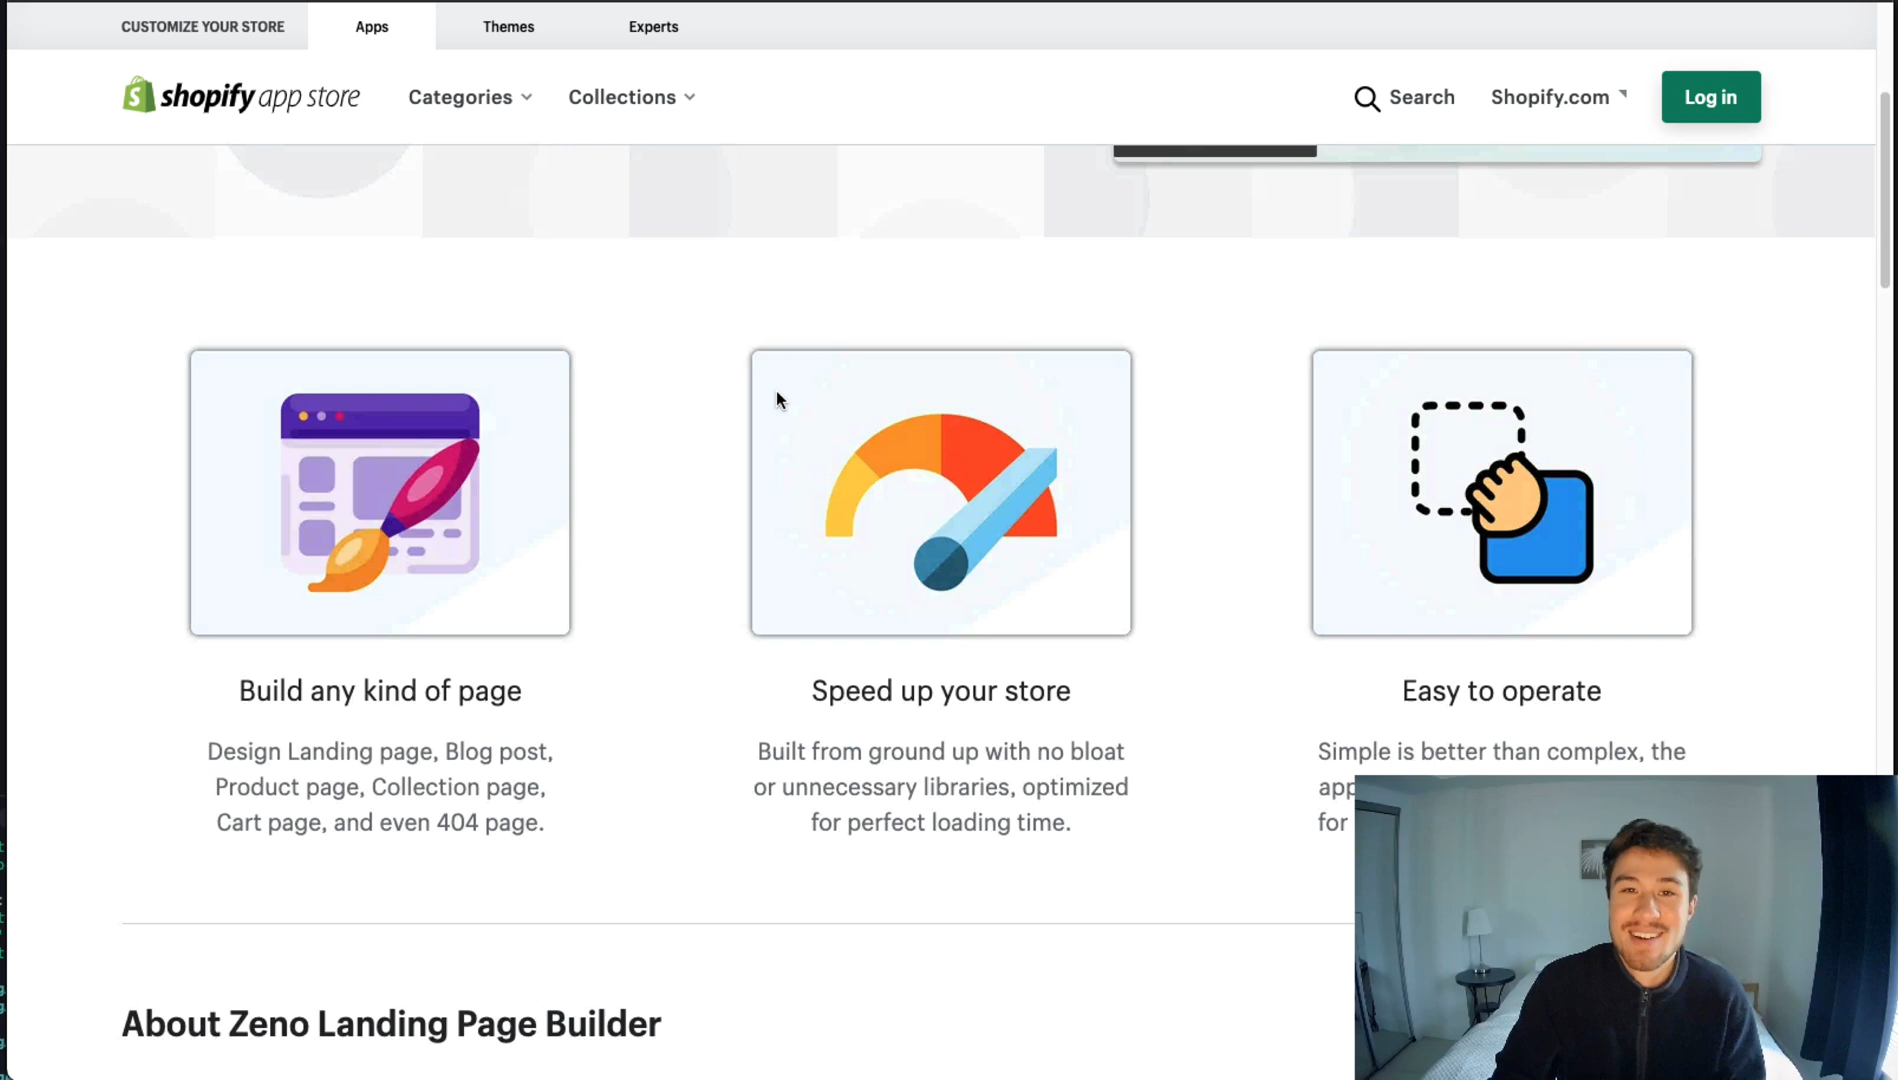 CUSTOMIZE YOUR STORE
Apps
Themes
Experts
shopify app store
Categories
Collections
Search
Shopify.com
Log in
Build any kind of page
Design Landing page, Blog post,
Product page, Collection page,
Cart page, and even 404 page.
Speed up your store
Built from ground up with no bloat
or unnecessary libraries, optimized
for perfect loading time.
Easy to operate
Simple is better than complex, the
for
About Zeno Landing Page Builder